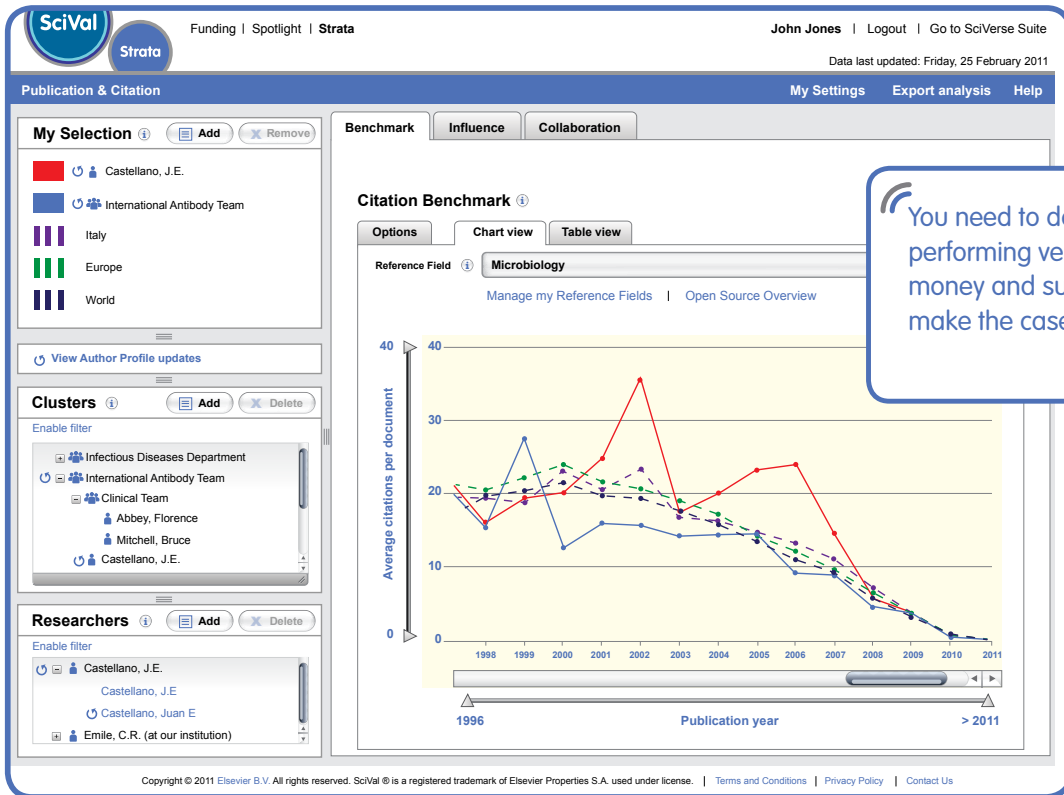 SciVal
Strata
Funding | Spotlight | Strata
John Jones | Logout | Go to SciVerse Suite
Data last updated: Friday, 25 February 2011
Publication & Citation
My Settings Export analysis Help
My Selection
Add
Remove
Castellano, J.E.
International Antibody Team
Italy
Europe
World
View Author Profile updates
Clusters
Add
Delete
Enable filter
Infectious Diseases Department
International Antibody Team
Clinical Team
Abbey, Florence
Mitchell, Bruce
Castellano, J.E.
Researchers
Add
Delete
Enable filter
Castellano, J.E.
Castellano, J.E
Castellano, Juan E
Emile, C.R. (at our institution)
Benchmark Influence Collaboration
Citation Benchmark
Options Chart view Table view
Reference Field Microbiology
Manage my Reference Fields | Open Source Overview
You need to
performing
money and
make the case
40
0
Average citations per document
40
30
20
10
0
1998 1999 2000 2001 2002 2003 2004 2005 2006 2007 2008 2009 2010 2011
1996 Publication year > 2011
Copyright © 2011 Elsevier B.V. All rights reserved. SciVal ® is a registered trademark of Elsevier Properties S.A. used under license. | Terms and Conditions | Privacy Policy | Contact Us